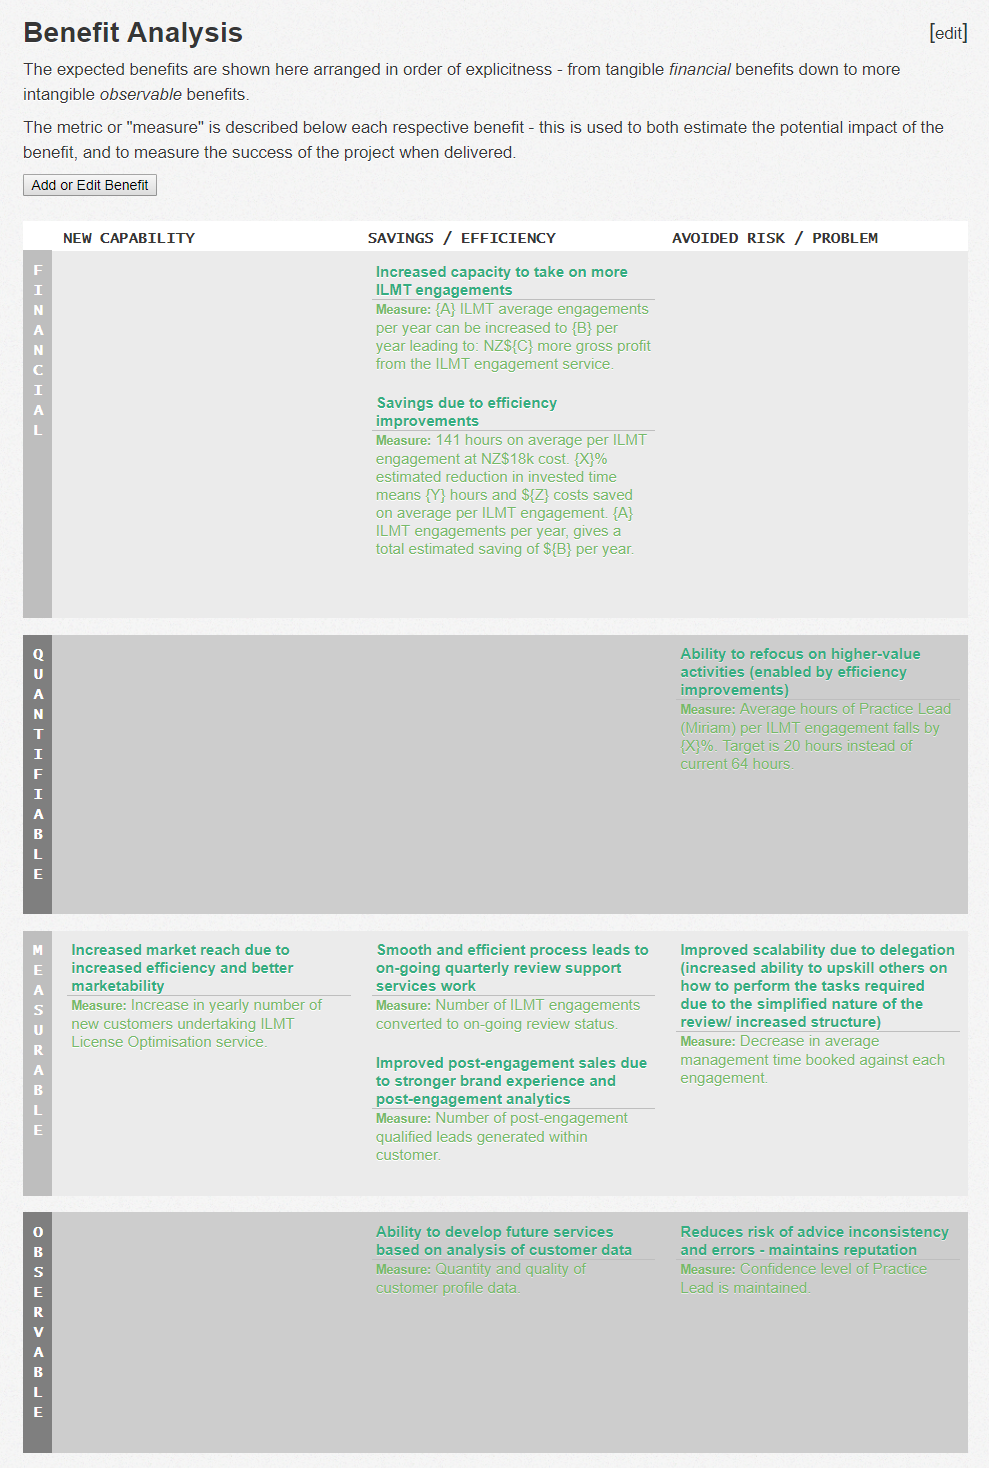 Benefit Analysis
[edit]
The expected benefits are shown here arranged in order of explicitness - from tangible financial benefits down to more
intangible observable benefits.
The metric or "measure" is described below each respective benefit - this is used to both estimate the potential impact of the
benefit, and to measure the success of the project when delivered.
Add or Edit Benefit
NEW CAPABILITY
SAVINGS / EFFICIENCY
AVOIDED RISK / PROBLEM
FINANCIAL
Increased capacity to take on more
ILMT engagements
Measure: {A} ILMT average engagements
per year can be increased to {B} per
year leading to: NZ${C} more gross profit
from the ILMT engagement service.
Savings due to efficiency
improvements
Measure: 141 hours on average per ILMT
engagement at NZ$18k cost. {X}%
estimated reduction in invested time
means {Y} hours and ${Z} costs saved
on average per ILMT engagement. {A}
ILMT engagements per year, gives a
total estimated saving of ${B} per year.
QUANTIFIABLE
Ability to refocus on higher-value
activities (enabled by efficiency
improvements)
Measure: Average hours of Practice Lead
(Miriam) per ILMT engagement falls by
{X}%. Target is 20 hours instead of
current 64 hours.
MEASURABLE
Increased market reach due to
increased efficiency and better
marketability
Measure: Increase in yearly number of
new customers undertaking ILMT
License Optimisation service.
Smooth and efficient process leads to
on-going quarterly review support
services work
Measure: Number of ILMT engagements
converted to on-going review status.
Improved post-engagement sales due
to stronger brand experience and
post-engagement analytics
Measure: Number of post-engagement
qualified leads generated within
customer.
Improved scalability due to delegation
(increased ability to upskill others on
how to perform the tasks required
due to the simplified nature of the
review/ increased structure)
Measure: Decrease in average
management time booked against each
engagement.
OBSERVABLE
Ability to develop future services
based on analysis of customer data
Measure: Quantity and quality of
customer profile data.
Reduces risk of advice inconsistency
and errors - maintains reputation
Measure: Confidence level of Practice
Lead is maintained.